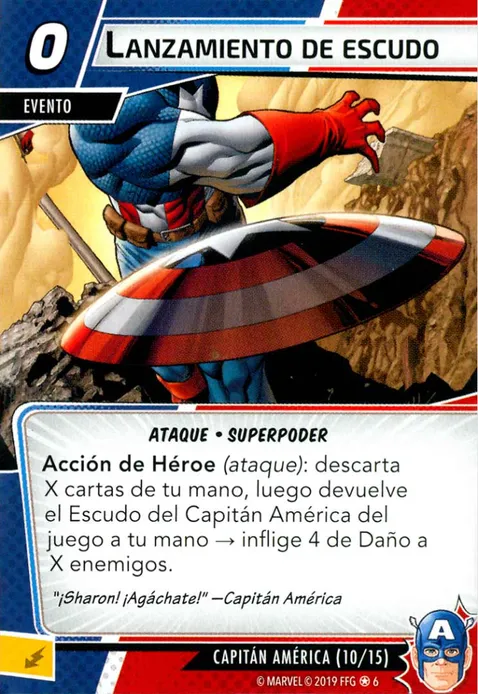 0
LANZAMIENTO DE ESCUDO
EVENTO
ATAQUE • SUPERPODER
Acción de Héroe (ataque): descarta
X cartas de tu mano, luego devuelve
el Escudo del Capitán América del
juego a tu mano → inflige 4 de Daño a
X enemigos.
"¡Sharon! ¡Agáchate!" —Capitán América
CAPITÁN AMÉRICA (10/15)
© MARVEL © 2019 FFG ✪ 6
A